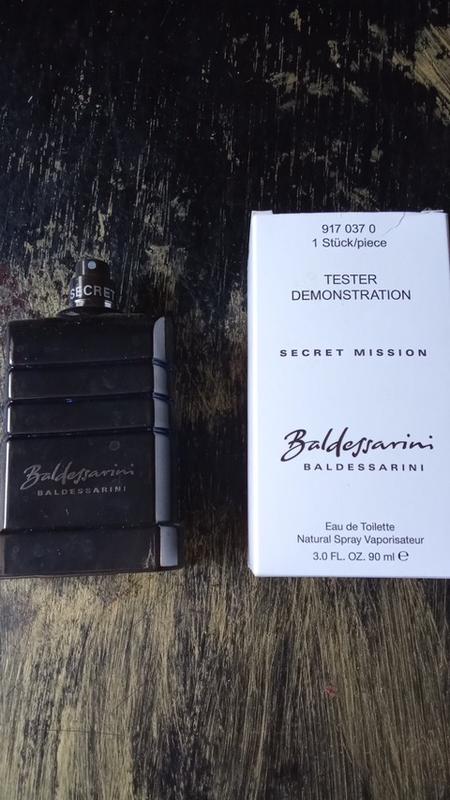 SECRET
Baldessarini
BALDESSARINI
917 037 0
1 Stück/piece
TESTER
DEMONSTRATION
SECRET MISSION
Baldessarini
BALDESSARINI
Eau de Toilette
Natural Spray Vaporisateur
3.0 FL. OZ. 90 ml ℮